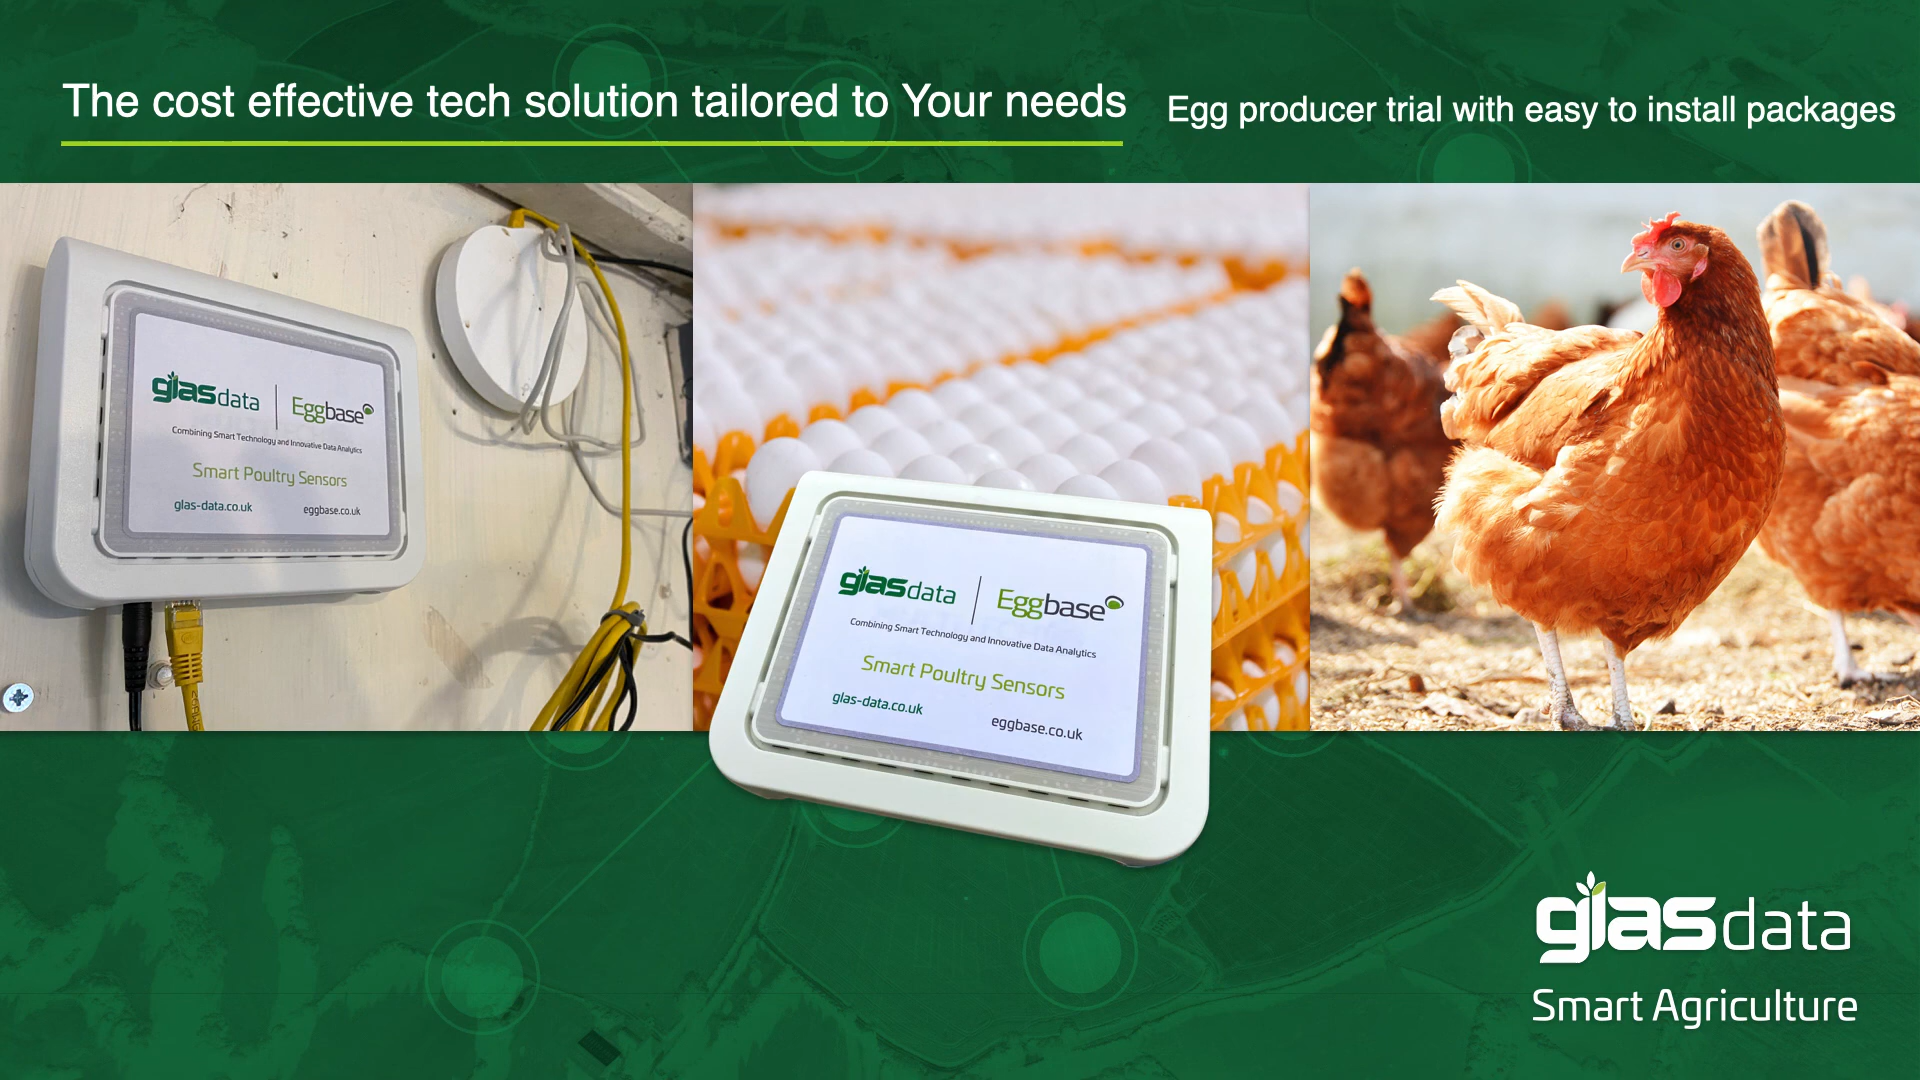 The cost effective tech solution tailored to Your needs
Egg producer trial with easy to install packages
glasdata | Eggbase
Combining Smart Technology and Innovative Data Analytics
Smart Poultry Sensors
glas-data.co.uk eggbase.co.uk
glasdata | Eggbase
Combining Smart Technology and Innovative Data Analytics
Smart Poultry Sensors
glas-data.co.uk eggbase.co.uk
glasdata
Smart Agriculture